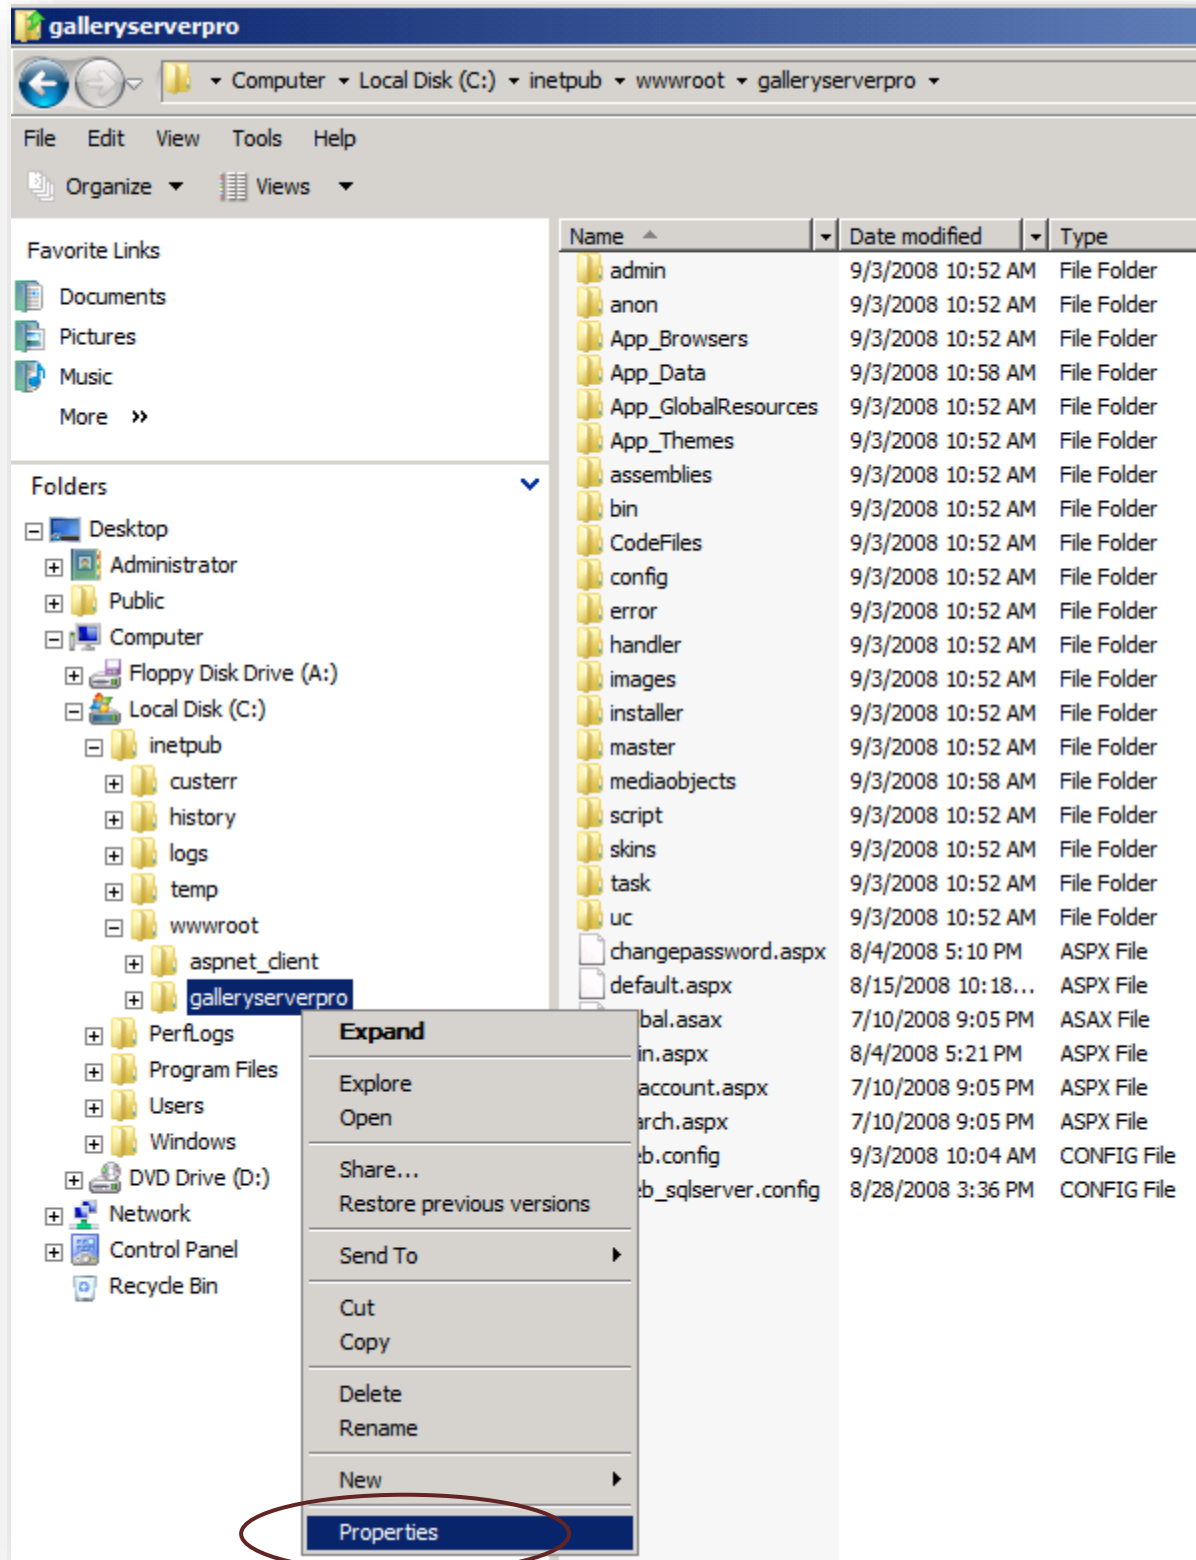 galleryserverpro
Computer Local Disk (C:) inetpub wwwroot galleryserverpro
File Edit View Tools Help
Organize Views
Favorite Links
Documents
Pictures
Music
More »
Folders
Desktop
Administrator
Public
Computer
Floppy Disk Drive (A:)
Local Disk (C:)
inetpub
custerr
history
logs
temp
wwwroot
aspnet_client
galleryserverpro
PerfLogs
Program Files
Users
Windows
DVD Drive (D:)
Network
Control Panel
Recycle Bin
Expand
Explore
Open
Share...
Restore previous versions
Send To
Cut
Copy
Delete
Rename
New
Properties
Name Date modified Type
admin 9/3/2008 10:52 AM File Folder
anon 9/3/2008 10:52 AM File Folder
App_Browsers 9/3/2008 10:52 AM File Folder
App_Data 9/3/2008 10:58 AM File Folder
App_GlobalResources 9/3/2008 10:52 AM File Folder
App_Themes 9/3/2008 10:52 AM File Folder
assemblies 9/3/2008 10:52 AM File Folder
bin 9/3/2008 10:52 AM File Folder
CodeFiles 9/3/2008 10:52 AM File Folder
config 9/3/2008 10:52 AM File Folder
error 9/3/2008 10:52 AM File Folder
handler 9/3/2008 10:52 AM File Folder
images 9/3/2008 10:52 AM File Folder
installer 9/3/2008 10:52 AM File Folder
master 9/3/2008 10:52 AM File Folder
mediaobjects 9/3/2008 10:58 AM File Folder
script 9/3/2008 10:52 AM File Folder
skins 9/3/2008 10:52 AM File Folder
task 9/3/2008 10:52 AM File Folder
uc 9/3/2008 10:52 AM File Folder
changepassword.aspx 8/4/2008 5:10 PM ASPX File
default.aspx 8/15/2008 10:18... ASPX File
bal.asax 7/10/2008 9:05 PM ASAX File
in.aspx 8/4/2008 5:21 PM ASPX File
account.aspx 7/10/2008 9:05 PM ASPX File
arch.aspx 7/10/2008 9:05 PM ASPX File
eb.config 9/3/2008 10:04 AM CONFIG File
eb_sqlserver.config 8/28/2008 3:36 PM CONFIG File